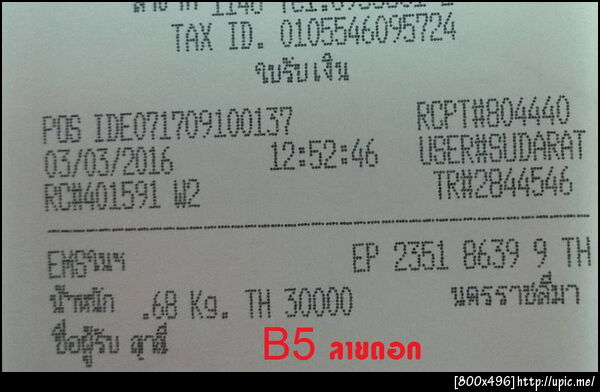 TAX ID. 0105546095724
ใบรับเงิน
POS IDE071709100137 RCPT#804440
03/03/2016 12:52:46 USER#SUDARAT
RC#401591 W2 TR#2844546
EMSในฯ EP 2351 8639 9 TH
น้ำหนัก .68 Kg. TH 30000 นครราชสีมา
ชื่อผู้รับ สุกรี
B5 ลายดอก
[800x496] http://upic.me/